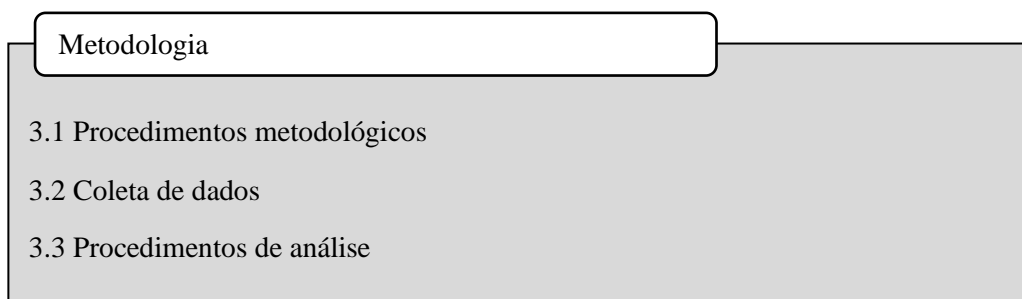 Metodologia
3.1 Procedimentos metodológicos
3.2 Coleta de dados
3.3 Procedimentos de análise